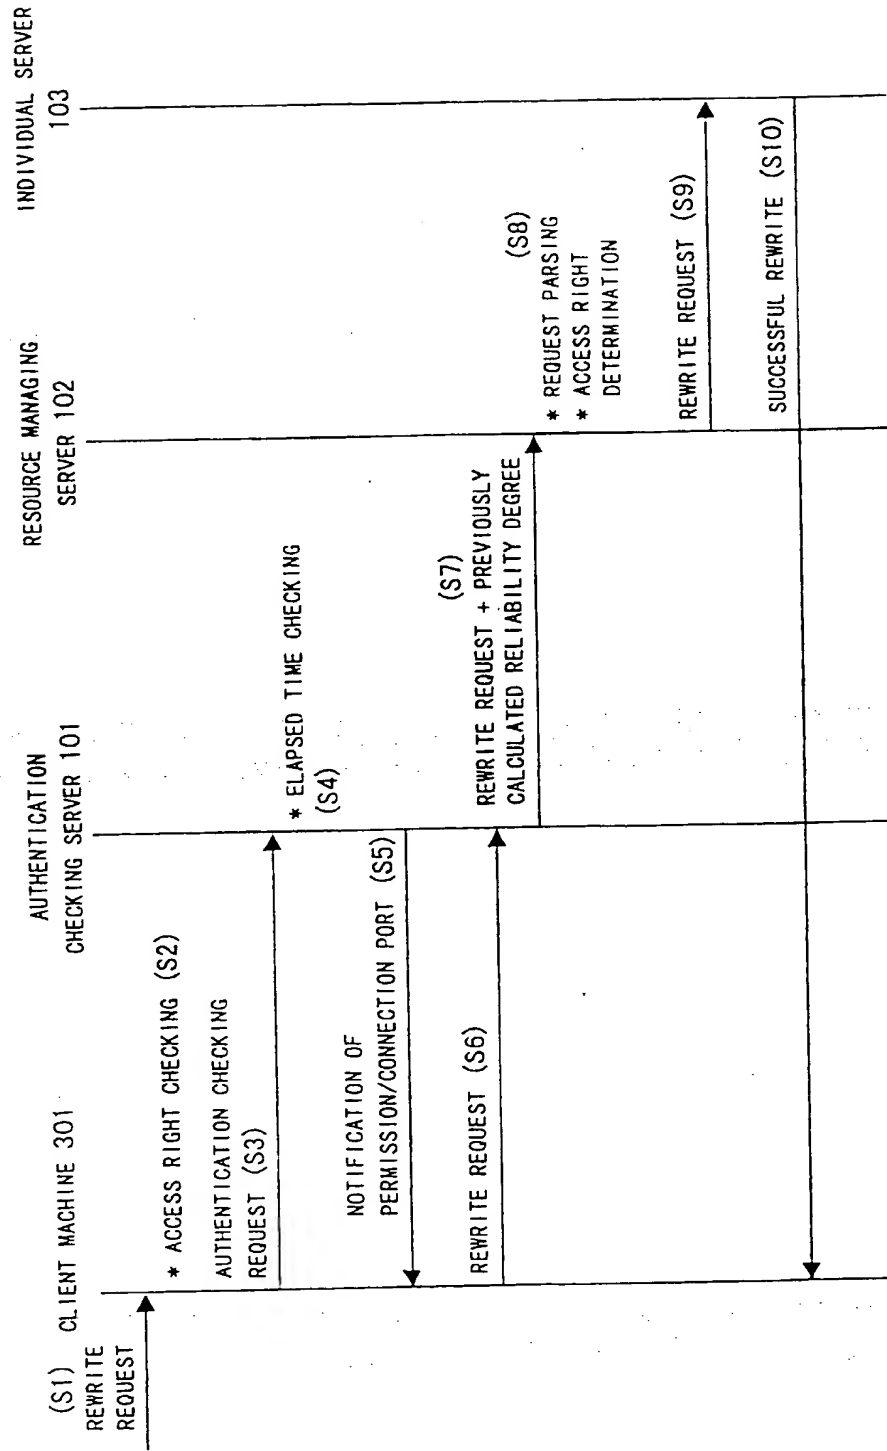 (S1)
REWRITE
REQUEST
CLIENT MACHINE 301
AUTHENTICATION
CHECKING SERVER 101
RESOURCE MANAGING
SERVER 102
INDIVIDUAL SERVER
103
* ACCESS RIGHT CHECKING (S2)
AUTHENTICATION CHECKING
REQUEST (S3)
* ELAPSED TIME CHECKING
(S4)
NOTIFICATION OF
PERMISSION/CONNECTION PORT (S5)
REWRITE REQUEST (S6)
(S7)
REWRITE REQUEST + PREVIOUSLY
CALCULATED RELIABILITY DEGREE
(S8)
* REQUEST PARSING
* ACCESS RIGHT
DETERMINATION
REWRITE REQUEST (S9)
SUCCESSFUL REWRITE (S10)